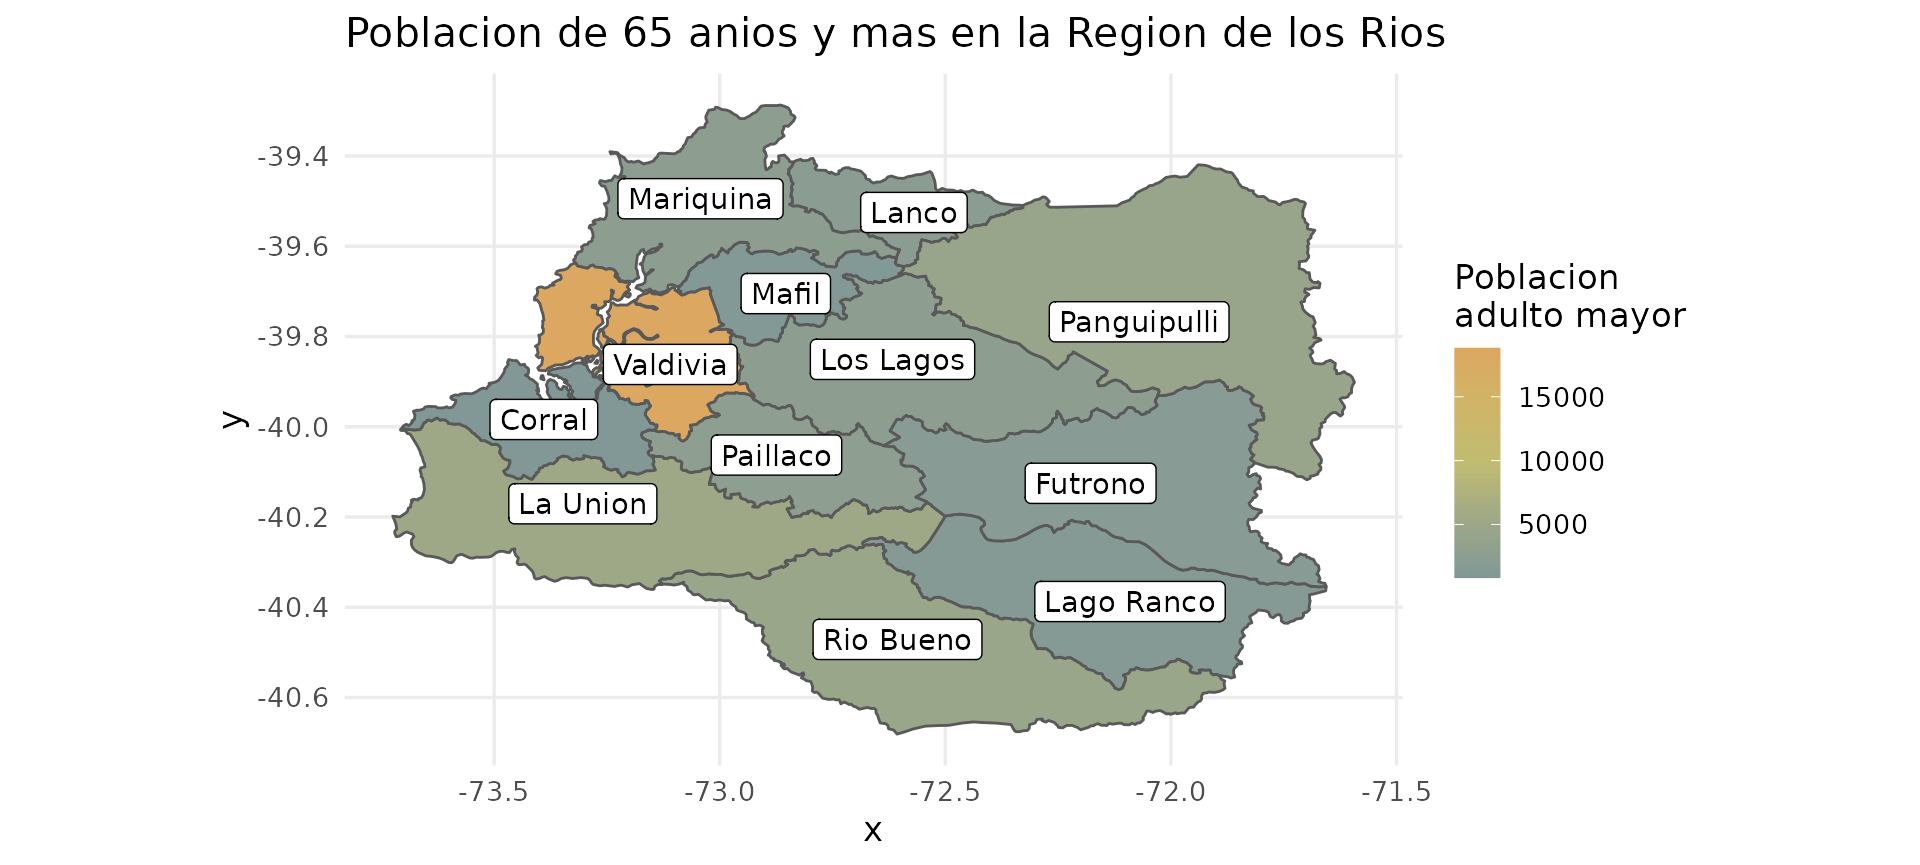 Poblacion de 65 anios y mas en la Region de los Rios
-39.4
-39.6
-39.8
-40.0
-40.2
-40.4
-40.6
y
Mariquina
Lanco
Mafil
Panguipulli
Valdivia
Los Lagos
Corral
Paillaco
Futrono
La Union
Lago Ranco
Rio Bueno
-73.5
-73.0
-72.5
-72.0
-71.5
x
Poblacion
adulto mayor
15000
10000
5000